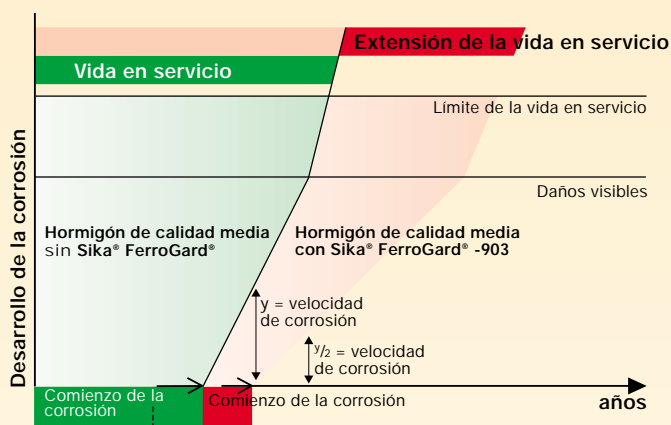 Extensión de la vida en servicio
Vida en servicio
Límite de la vida en servicio
Daños visibles
Desarrollo de la corrosión
Hormigón de calidad media
sin Sika® FerroGard®
Hormigón de calidad media
con Sika® FerroGard® -903
y = velocidad
de corrosión
y/2 = velocidad
de corrosión
Comienzo de la
corrosión
Comienzo de la corrosión
años